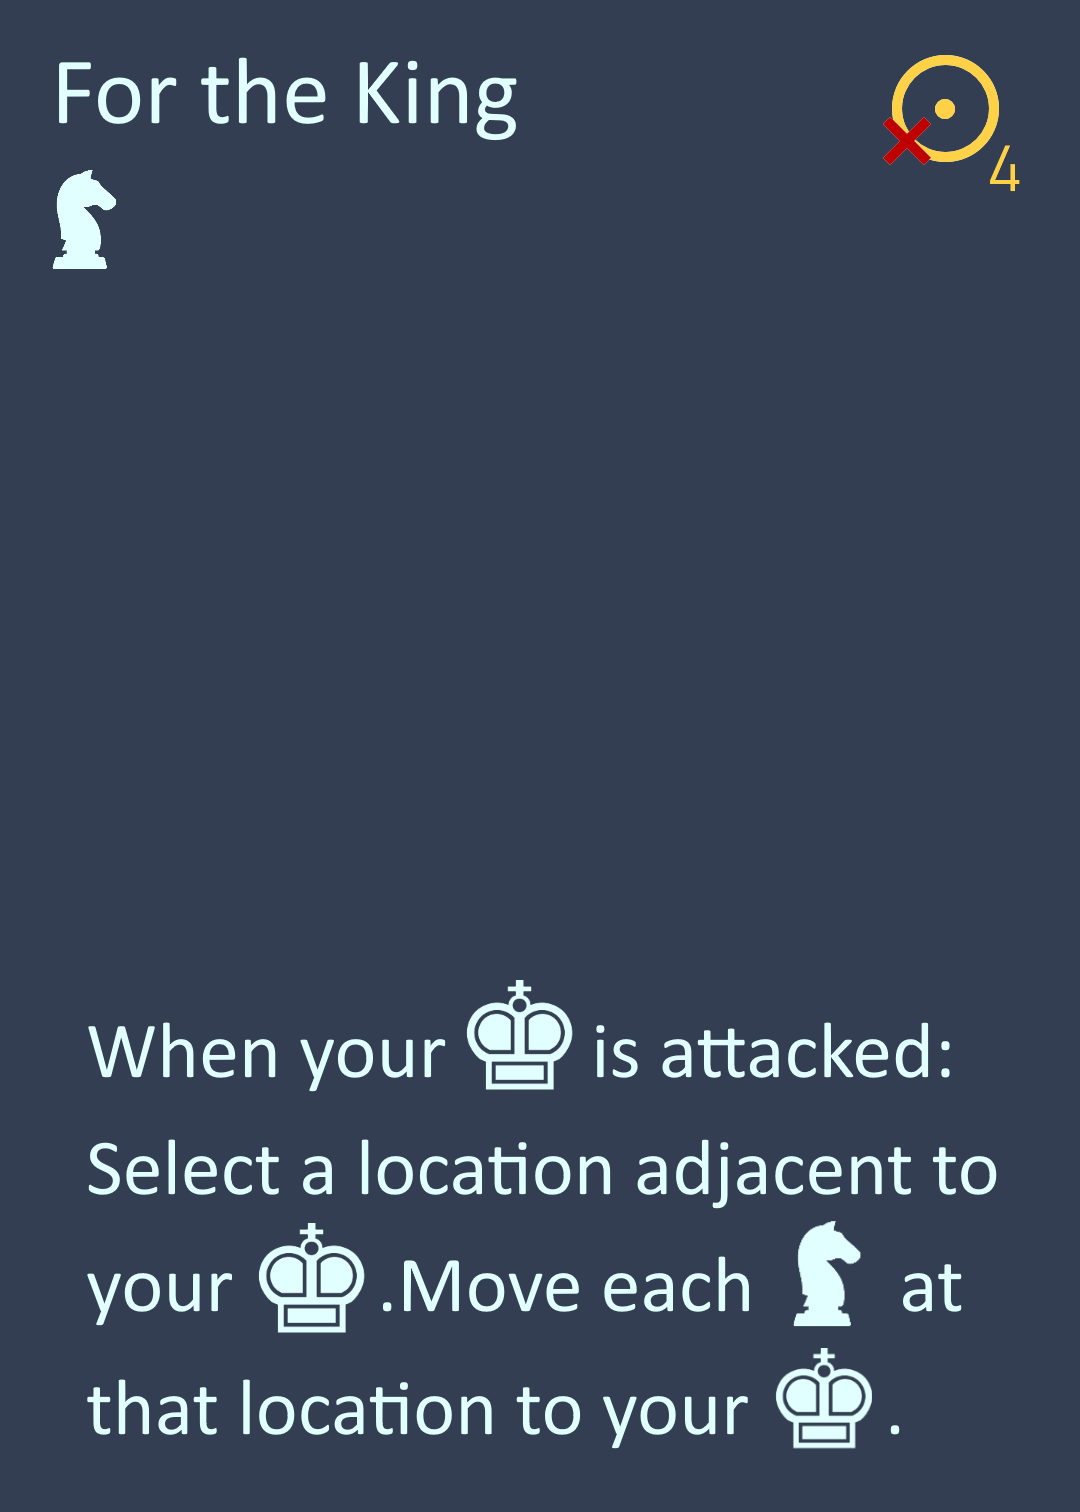 For the King
4
When your ♚ is attacked:
Select a location adjacent to
your ♚ .Move each ♞ at
that location to your ♚ .